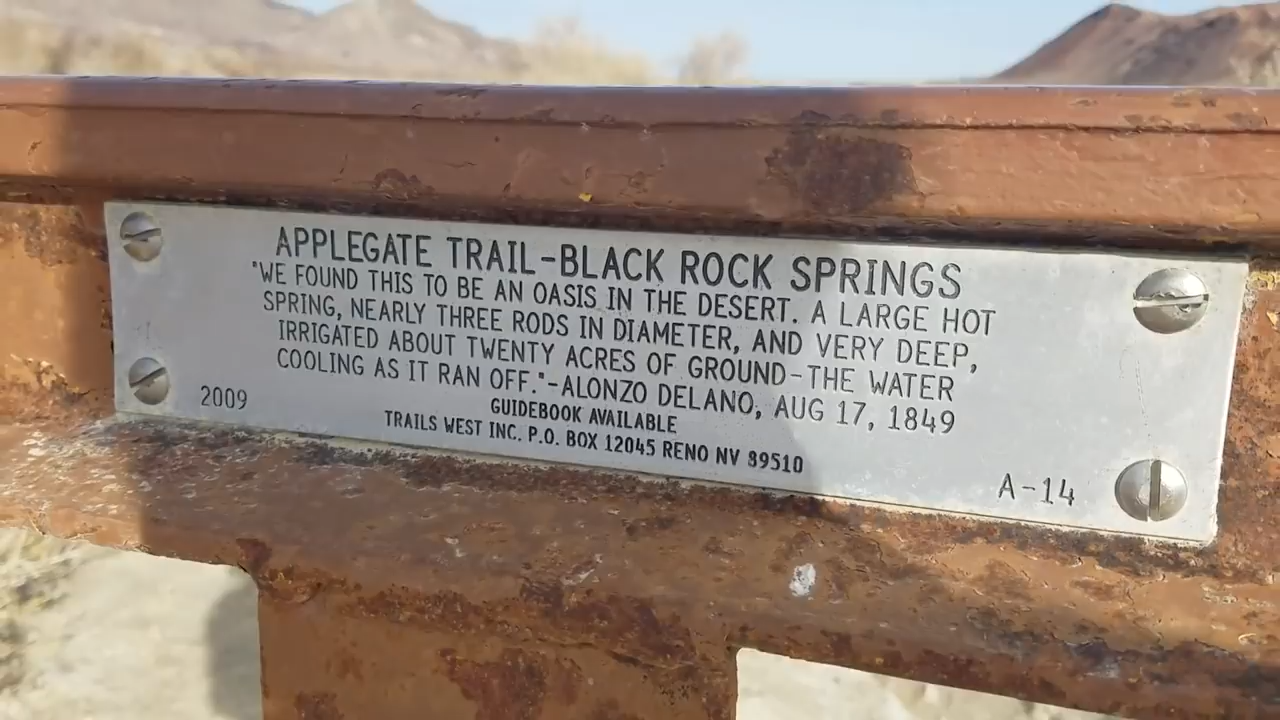 APPLEGATE TRAIL-BLACK ROCK SPRINGS
"WE FOUND THIS TO BE AN OASIS IN THE DESERT. A LARGE HOT
SPRING, NEARLY THREE RODS IN DIAMETER, AND VERY DEEP,
IRRIGATED ABOUT TWENTY ACRES OF GROUND-THE WATER
COOLING AS IT RAN OFF."-ALONZO DELANO, AUG 17, 1849
2009
GUIDEBOOK AVAILABLE
TRAILS WEST INC. P.O. BOX 12045 RENO NV 89510
A-14